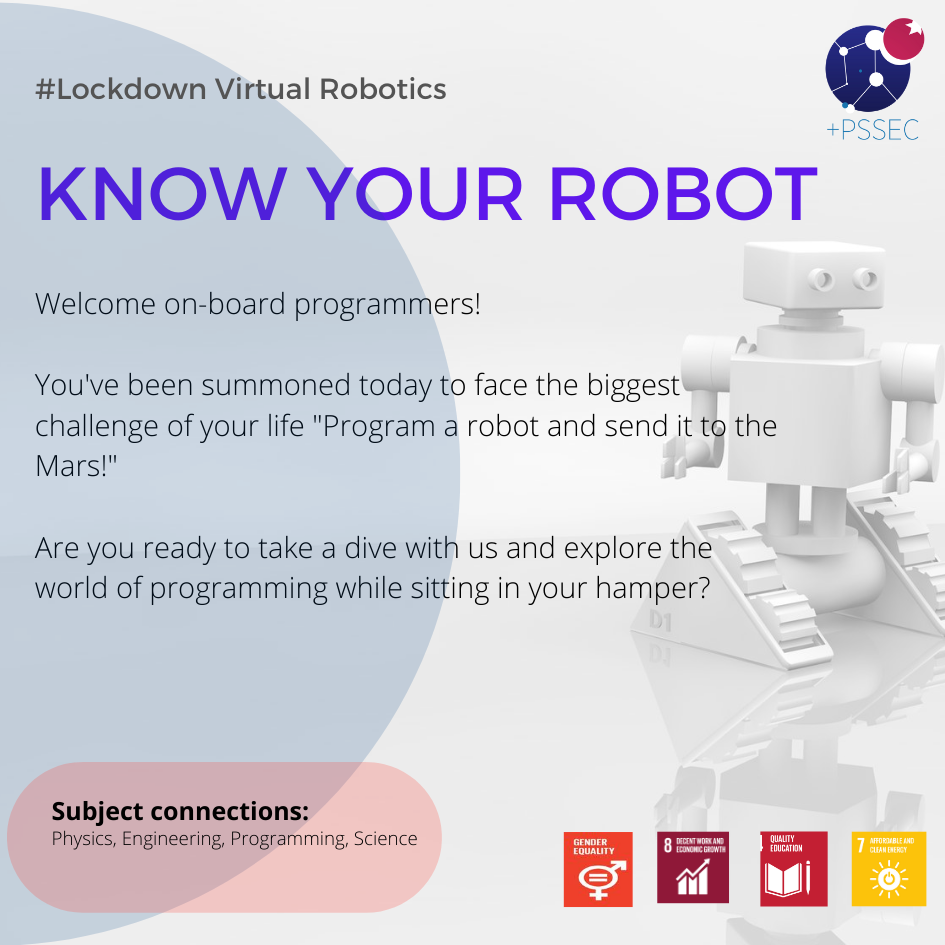 #Lockdown Virtual Robotics
+PSSEC
KNOW YOUR ROBOT
Welcome on-board programmers!
You've been summoned today to face the biggest
challenge of your life "Program a robot and send it to the
Mars!"
Are you ready to take a dive with us and explore the
world of programming while sitting in your hamper?
D1
Subject connections:
Physics, Engineering, Programming, Science
GENDER
EQUALITY
8 DECENT WORK AND
ECONOMIC GROWTH
QUALITY
EDUCATION
7 AFFORDABLE AND
CLEAN ENERGY